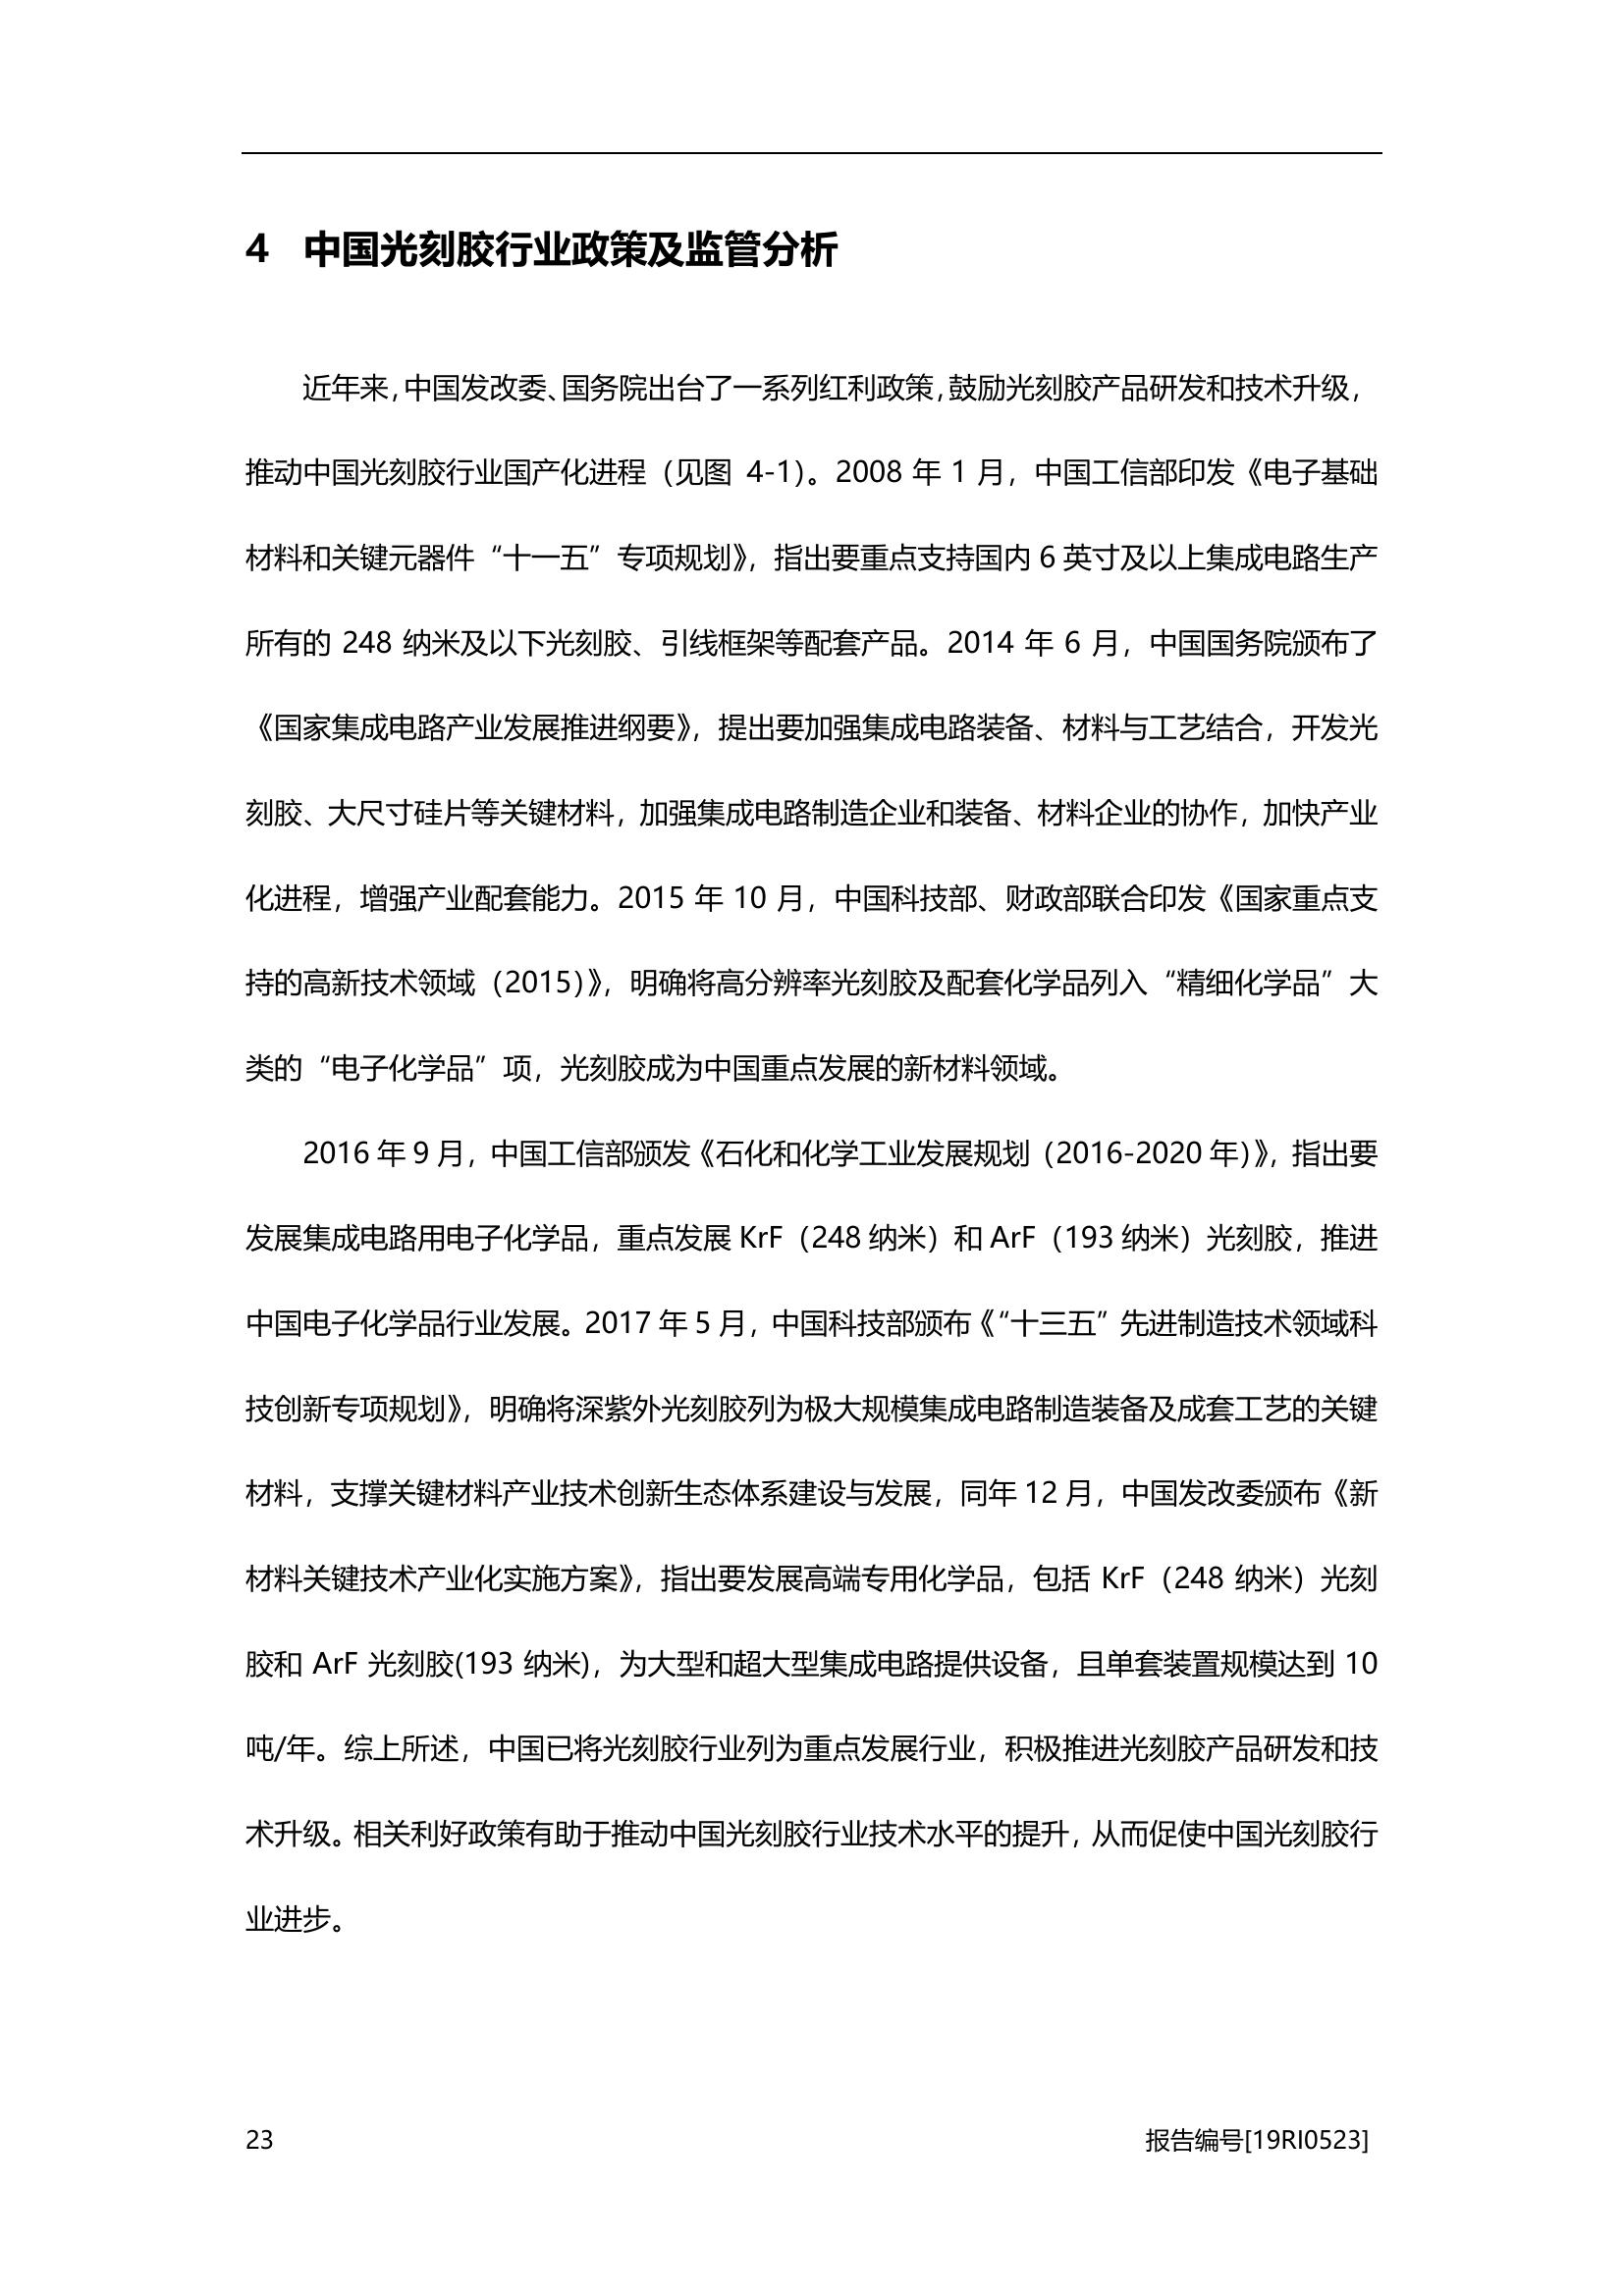 4 中国光刻胶行业政策及监管分析
近年来，中国发改委、国务院出台了一系列红利政策，鼓励光刻胶产品研发和技术升级，
推动中国光刻胶行业国产化进程（见图 4-1）。2008 年 1 月，中国工信部印发《电子基础
材料和关键元器件“十一五”专项规划》，指出要重点支持国内 6 英寸及以上集成电路生产
所有的 248 纳米及以下光刻胶、引线框架等配套产品。2014 年 6 月，中国国务院颁布了
《国家集成电路产业发展推进纲要》，提出要加强集成电路装备、材料与工艺结合，开发光
刻胶、大尺寸硅片等关键材料，加强集成电路制造企业和装备、材料企业的协作，加快产业
化进程，增强产业配套能力。2015 年 10 月，中国科技部、财政部联合印发《国家重点支
持的高新技术领域（2015）》，明确将高分辨率光刻胶及配套化学品列入“精细化学品”大
类的“电子化学品”项，光刻胶成为中国重点发展的新材料领域。
2016 年 9 月，中国工信部颁发《石化和化学工业发展规划（2016-2020 年）》，指出要
发展集成电路用电子化学品，重点发展 KrF（248 纳米）和 ArF（193 纳米）光刻胶，推进
中国电子化学品行业发展。2017 年 5 月，中国科技部颁布《“十三五”先进制造技术领域科
技创新专项规划》，明确将深紫外光刻胶列为极大规模集成电路制造装备及成套工艺的关键
材料，支撑关键材料产业技术创新生态体系建设与发展，同年 12 月，中国发改委颁布《新
材料关键技术产业化实施方案》，指出要发展高端专用化学品，包括 KrF（248 纳米）光刻
胶和 ArF 光刻胶(193 纳米)，为大型和超大型集成电路提供设备，且单套装置规模达到 10
吨/年。综上所述，中国已将光刻胶行业列为重点发展行业，积极推进光刻胶产品研发和技
术升级。相关利好政策有助于推动中国光刻胶行业技术水平的提升，从而促使中国光刻胶行
业进步。
23 报告编号[19RI0523]